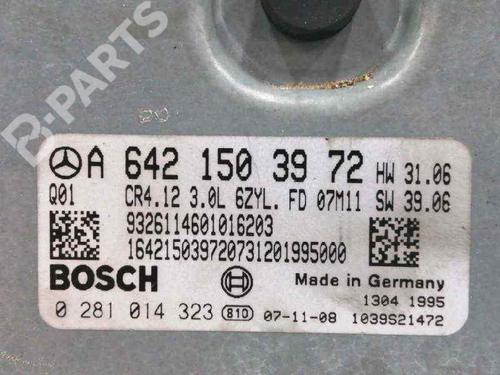 B-PARTS
A 642 150 39 72 HW 31.06
Q01 CR4.12 3.0L 6ZYL. FD 07M11 SW 39.06
9326114601016203
164215039720731201995000
BOSCH Made in Germany
1304 1995
0 281 014 323 810 07-11-08 1039S21472